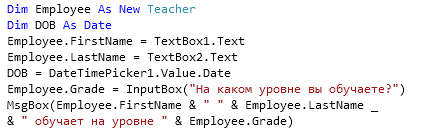 Dim Employee As New Teacher
Dim DOB As Date
Employee.FirstName = TextBox1.Text
Employee.LastName = TextBox2.Text
DOB = DateTimePicker1.Value.Date
Employee.Grade = InputBox("На каком уровне вы обучаете?")
MsgBox(Employee.FirstName & " " & Employee.LastName _
& " обучает на уровне " & Employee.Grade)